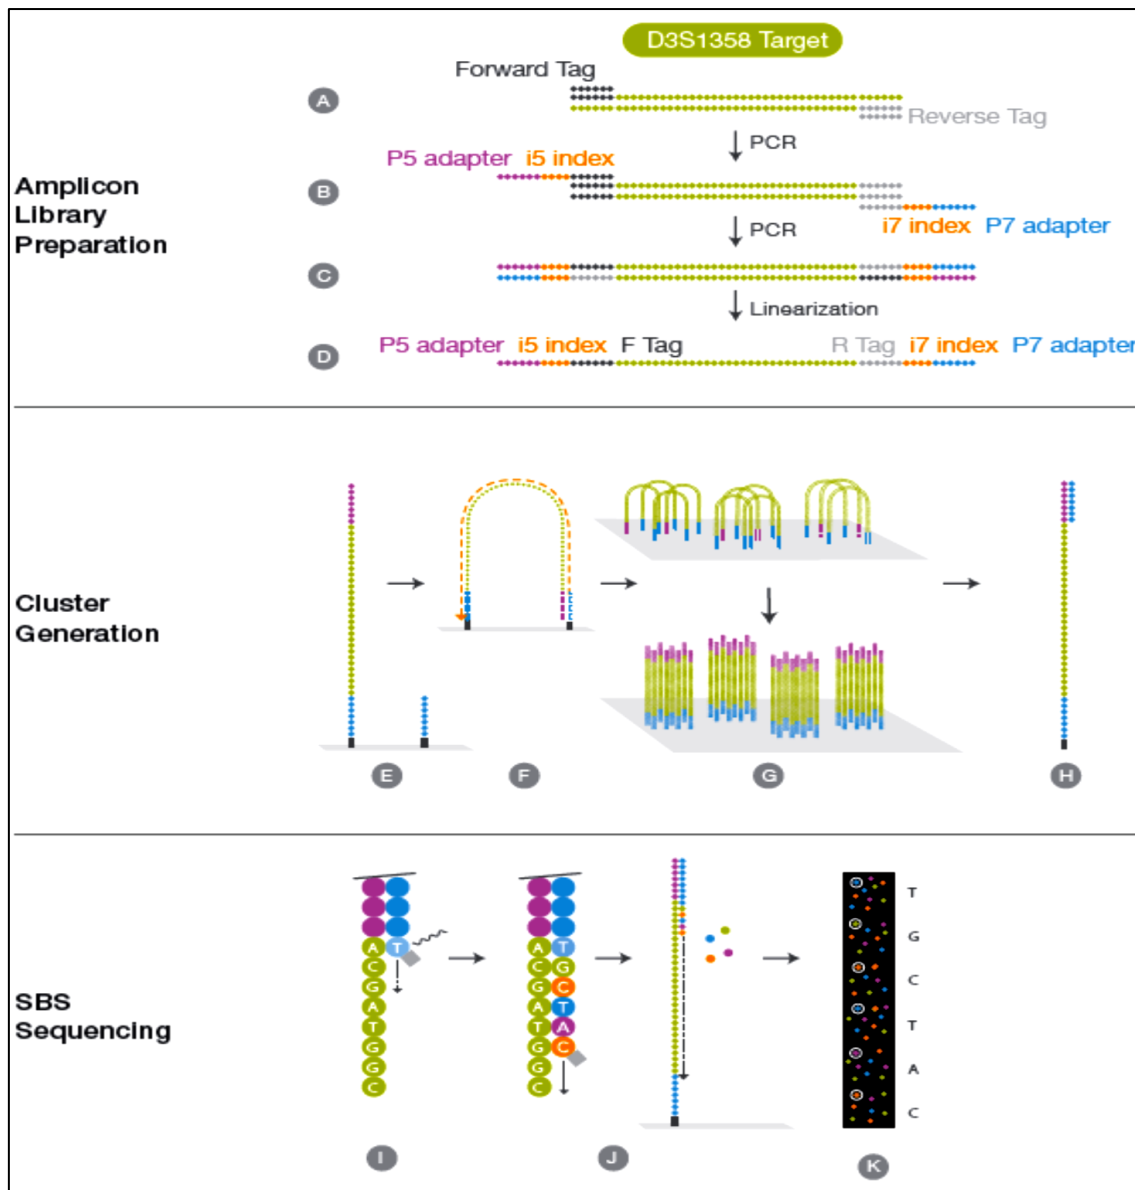 D3S1358 Target
Forward Tag
A
Reverse Tag
PCR
P5 adapter i5 index
Amplicon
Library
Preparation
B
i7 index P7 adapter
PCR
C
Linearization
P5 adapter i5 index F Tag R Tag i7 index P7 adapter
D
Cluster
Generation
E F G H
SBS
Sequencing
A T
C
G
A
T
G
G
C
A T
C G
G C
A T
T A
G C
G
C
T
G
C
T
A
C
I J K